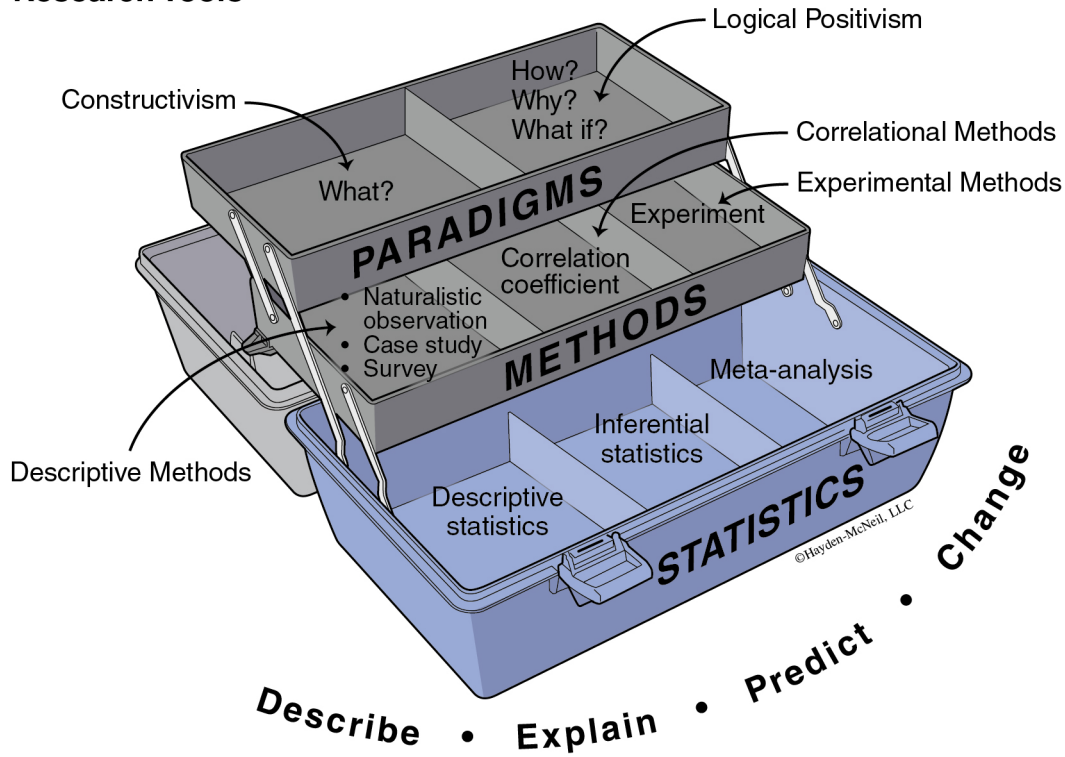 Research Tools
Logical Positivism
Constructivism
How?
Why?
What if?
What?
Correlational Methods
Experimental Methods
PARADIGMS
Experiment
Correlation
coefficient
• Naturalistic
observation
• Case study
• Survey
METHODS
Descriptive Methods
Meta-analysis
Inferential
statistics
Descriptive
statistics
STATISTICS
©Hayden-McNeil, LLC
Describe • Explain • Predict • Change